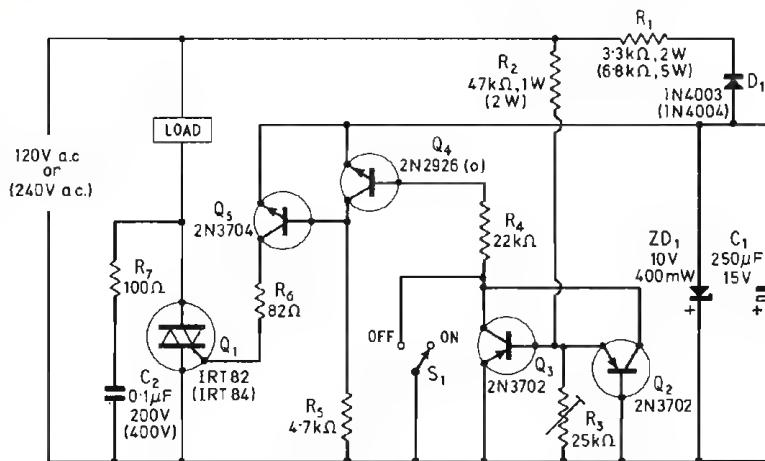 R1
3·3kΩ, 2W
(6·8kΩ, 5W)
R2
47kΩ, 1W
(2W)
D1
1N4003
(1N4004)
LOAD
120V a.c
or
(240V a.c.)
Q4
2N2926 (o)
Q5
2N3704
R4
22kΩ
ZD1
10V
400mW
+
C1
250µF
15V
+
R7
100Ω
R6
82Ω
OFF
ON
S1
Q1
IRT82
(IRT84)
Q3
2N3702
Q2
2N3702
C2
0·1µF
200V
(400V)
R5
4·7kΩ
R3
25kΩ